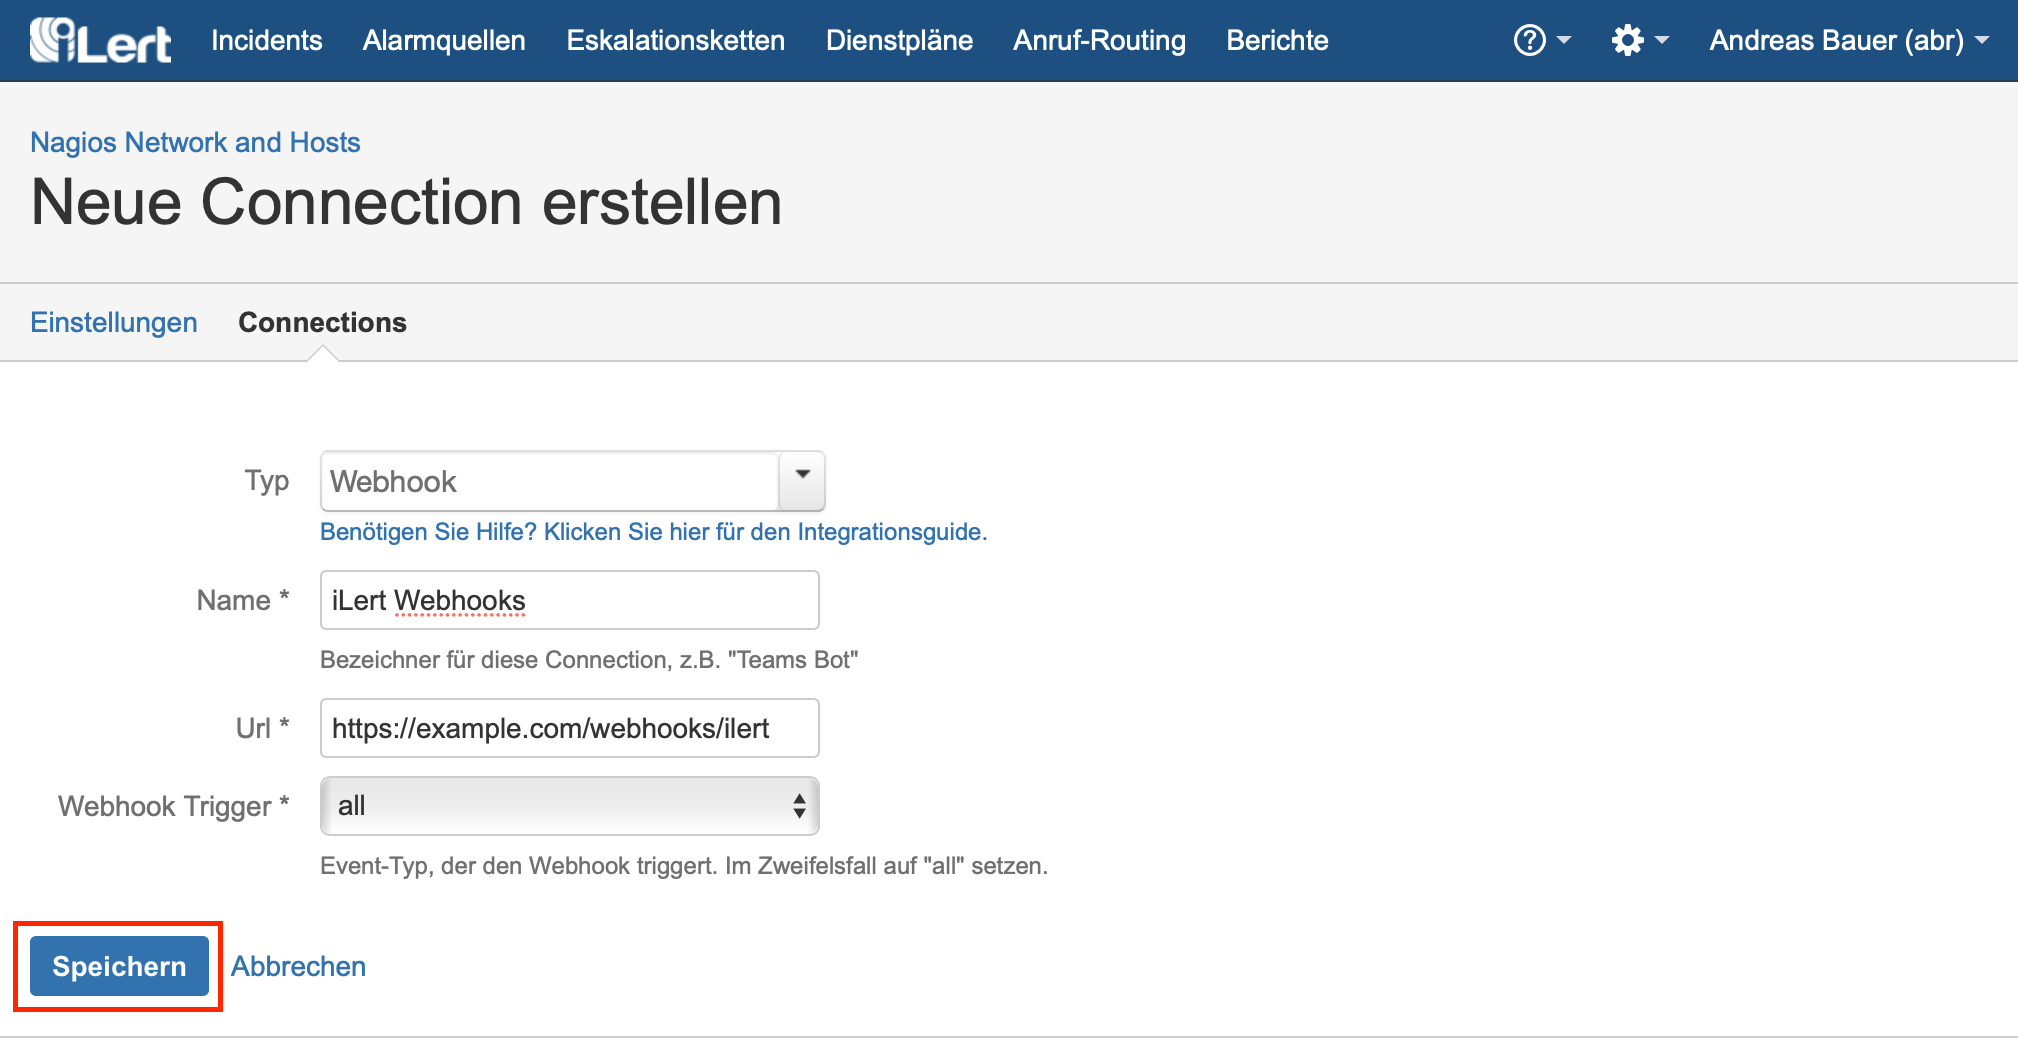 iLert Incidents Alarmquellen Eskalationsketten Dienstpläne Anruf-Routing Berichte ? Andreas Bauer (abr)
Nagios Network and Hosts
Neue Connection erstellen
Einstellungen Connections
Typ Webhook
Benötigen Sie Hilfe? Klicken Sie hier für den Integrationsguide.
Name * iLert Webhooks
Bezeichner für diese Connection, z.B. "Teams Bot"
Url * https://example.com/webhooks/ilert
Webhook Trigger * all
Event-Typ, der den Webhook triggert. Im Zweifelsfall auf "all" setzen.
Speichern Abbrechen